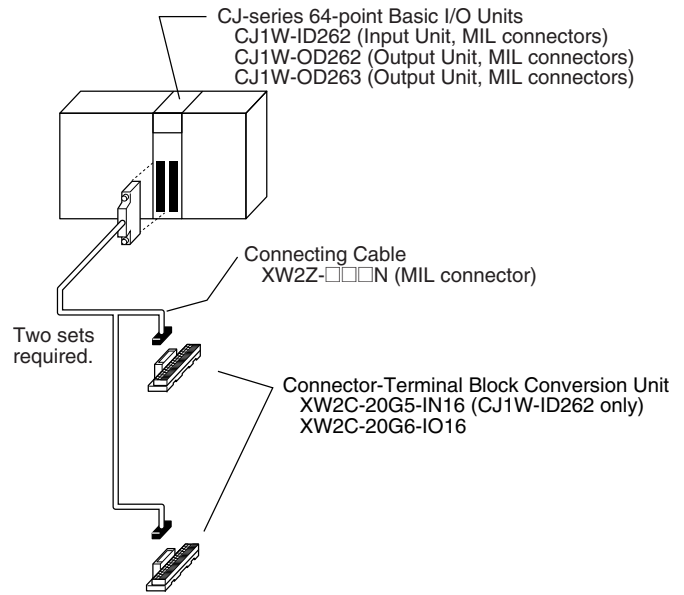 CJ-series 64-point Basic I/O Units
CJ1W-ID262 (Input Unit, MIL connectors)
CJ1W-OD262 (Output Unit, MIL connectors)
CJ1W-OD263 (Output Unit, MIL connectors)
Connecting Cable
XW2Z-□□□N (MIL connector)
Two sets
required.
Connector-Terminal Block Conversion Unit
XW2C-20G5-IN16 (CJ1W-ID262 only)
XW2C-20G6-IO16